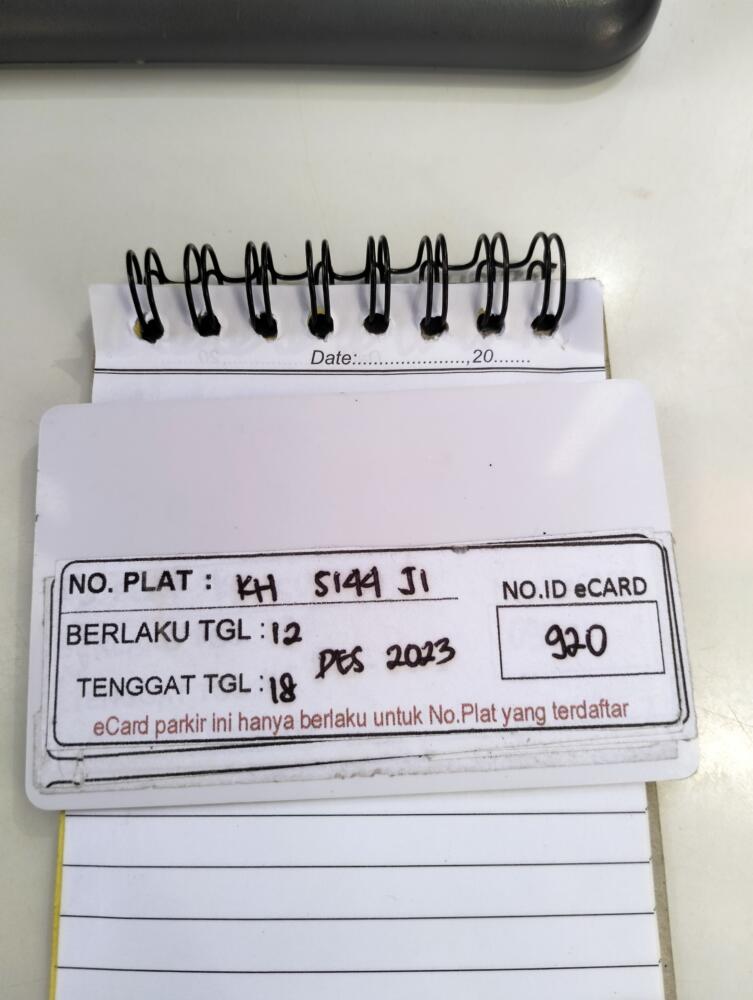 Date:....................,20.......
NO. PLAT : KH 5144 JI
NO.ID eCARD
BERLAKU TGL : 12
920
DES 2023
TENGGAT TGL : 18
eCard parkir ini hanya berlaku untuk No.Plat yang terdaftar